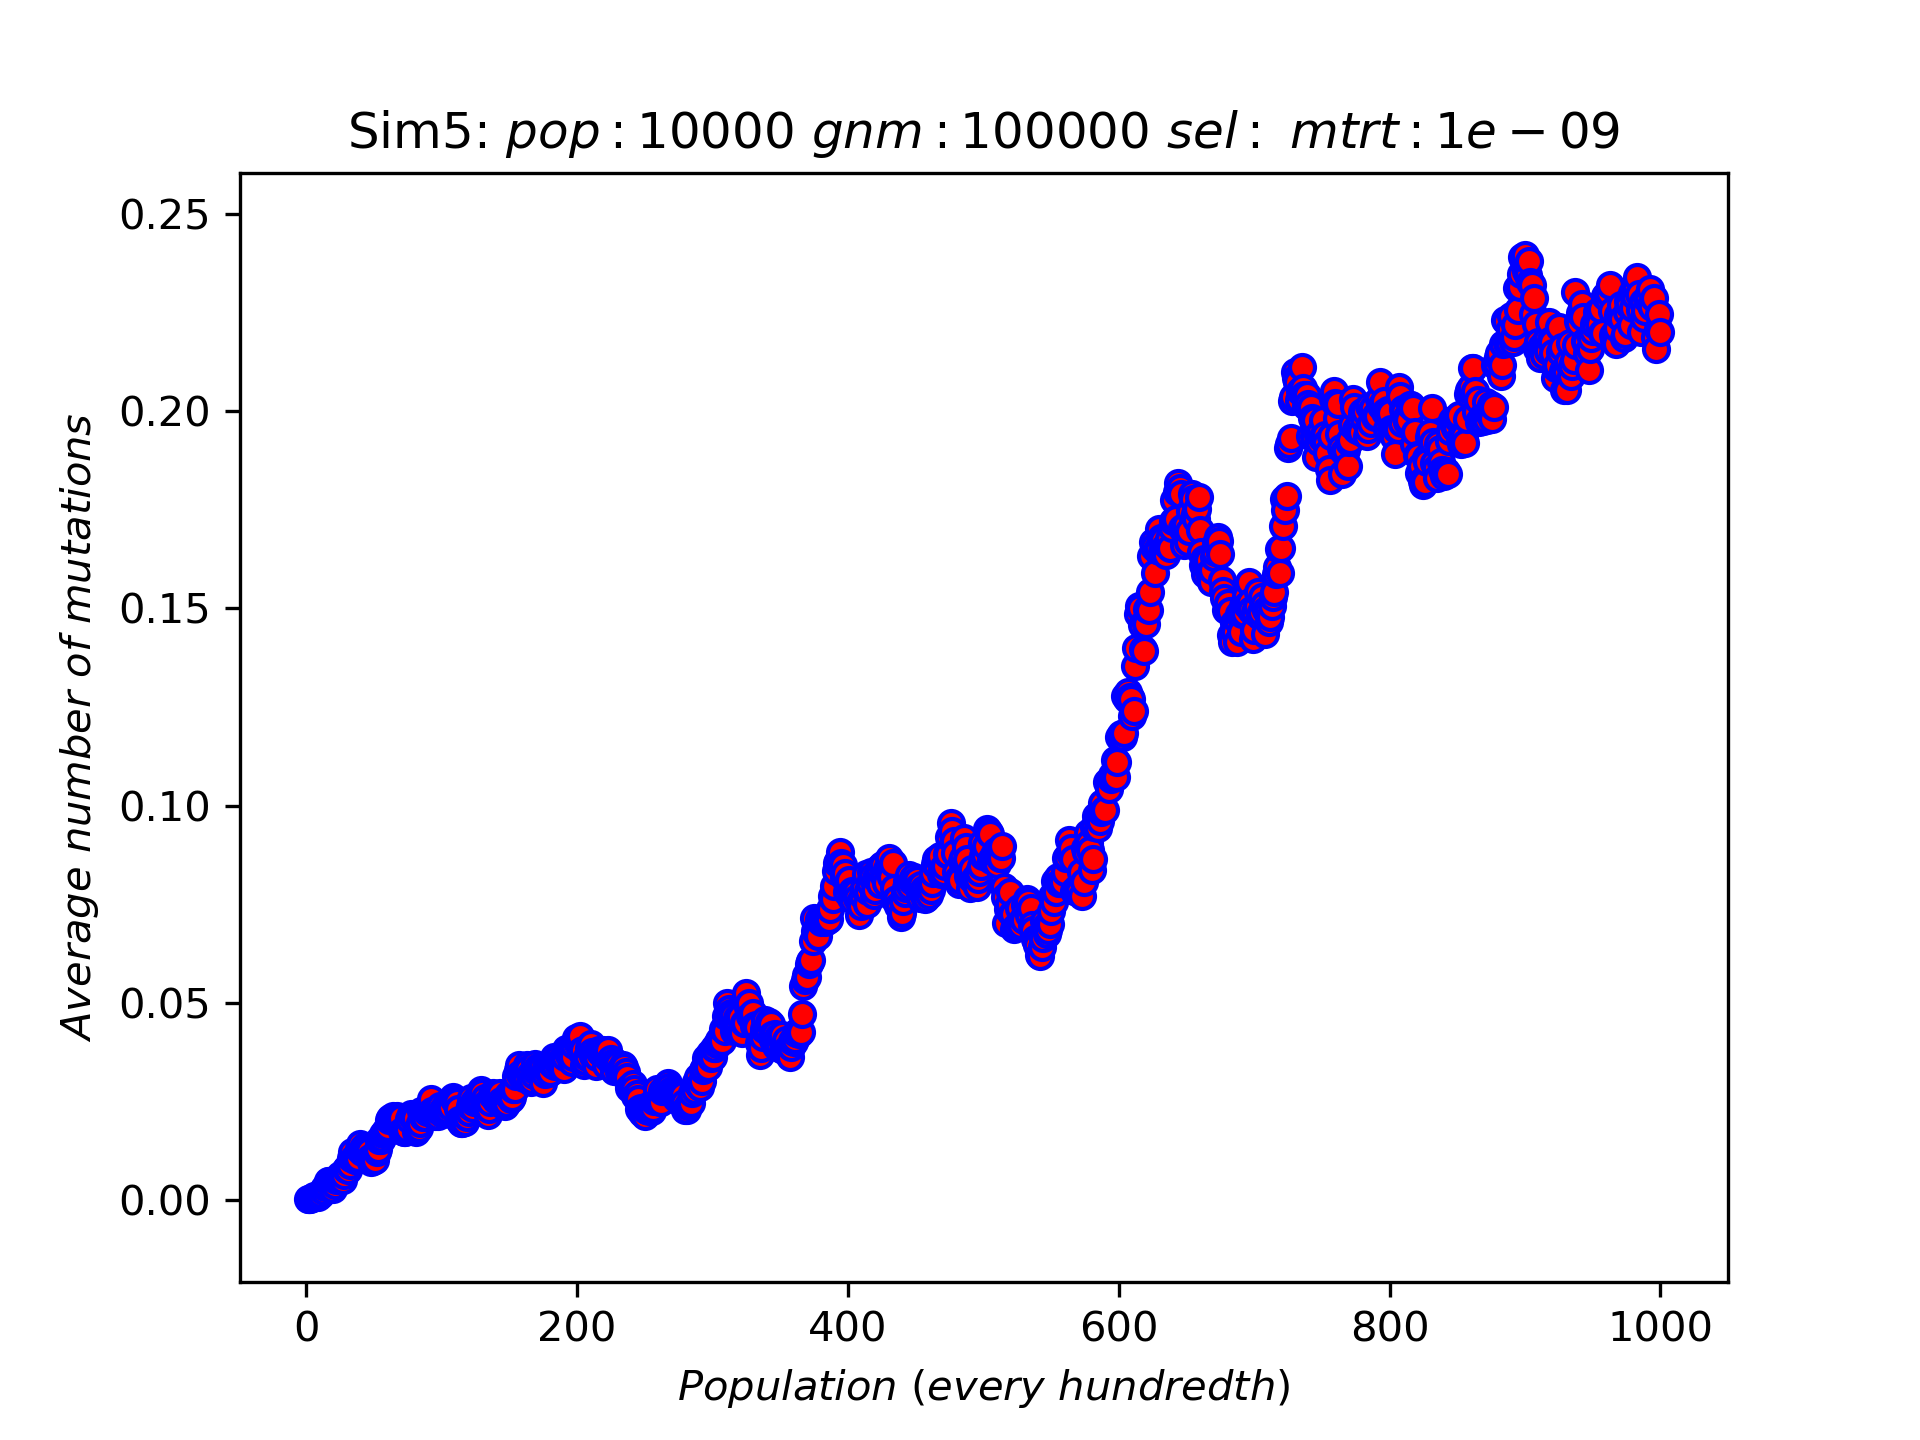 Sim5: pop : 10000 gnm : 100000 sel : mtrt : 1e − 09
0.25
0.20
0.15
0.10
0.05
0.00
Average number of mutations
0 200 400 600 800 1000
Population (every hundredth)